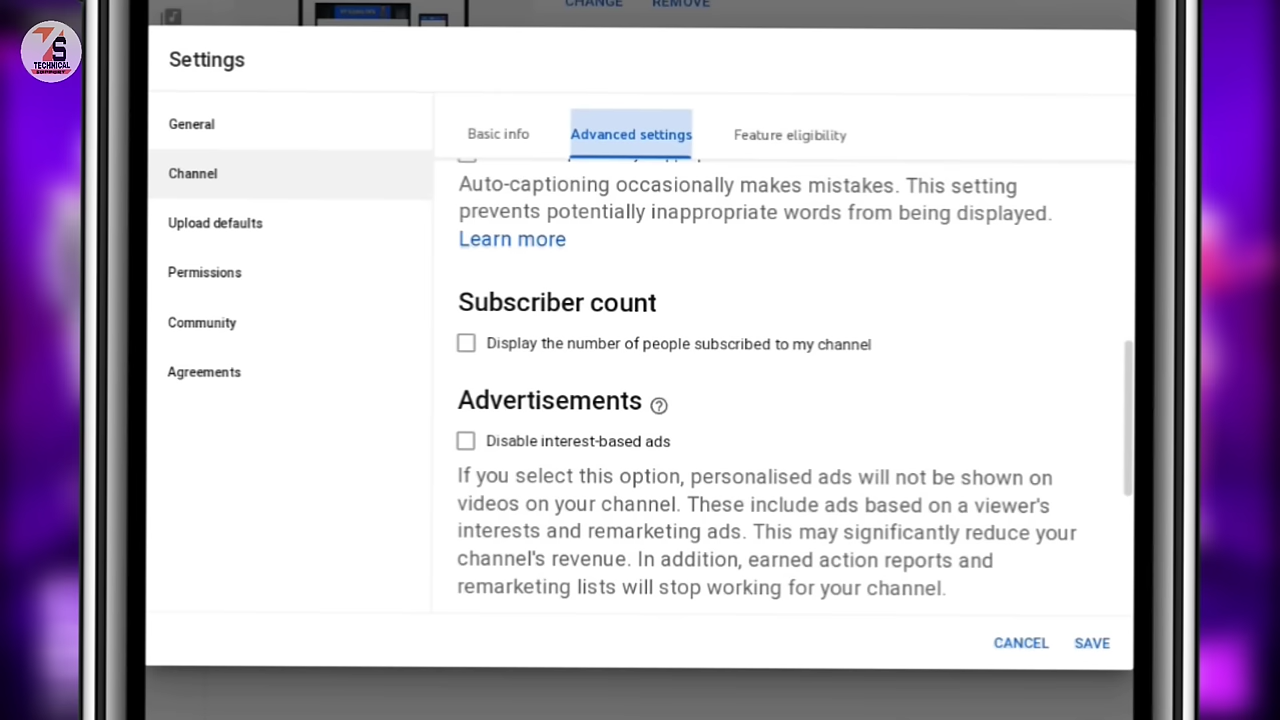 CHANGE REMOVE
S
TECHNICAL
SUPPORT
Settings
General
Channel
Upload defaults
Permissions
Community
Agreements
Basic info
Advanced settings
Feature eligibility
Auto-captioning occasionally makes mistakes. This setting
prevents potentially inappropriate words from being displayed.
Learn more
Subscriber count
Display the number of people subscribed to my channel
Advertisements
Disable interest-based ads
If you select this option, personalised ads will not be shown on
videos on your channel. These include ads based on a viewer's
interests and remarketing ads. This may significantly reduce your
channel's revenue. In addition, earned action reports and
remarketing lists will stop working for your channel.
CANCEL SAVE